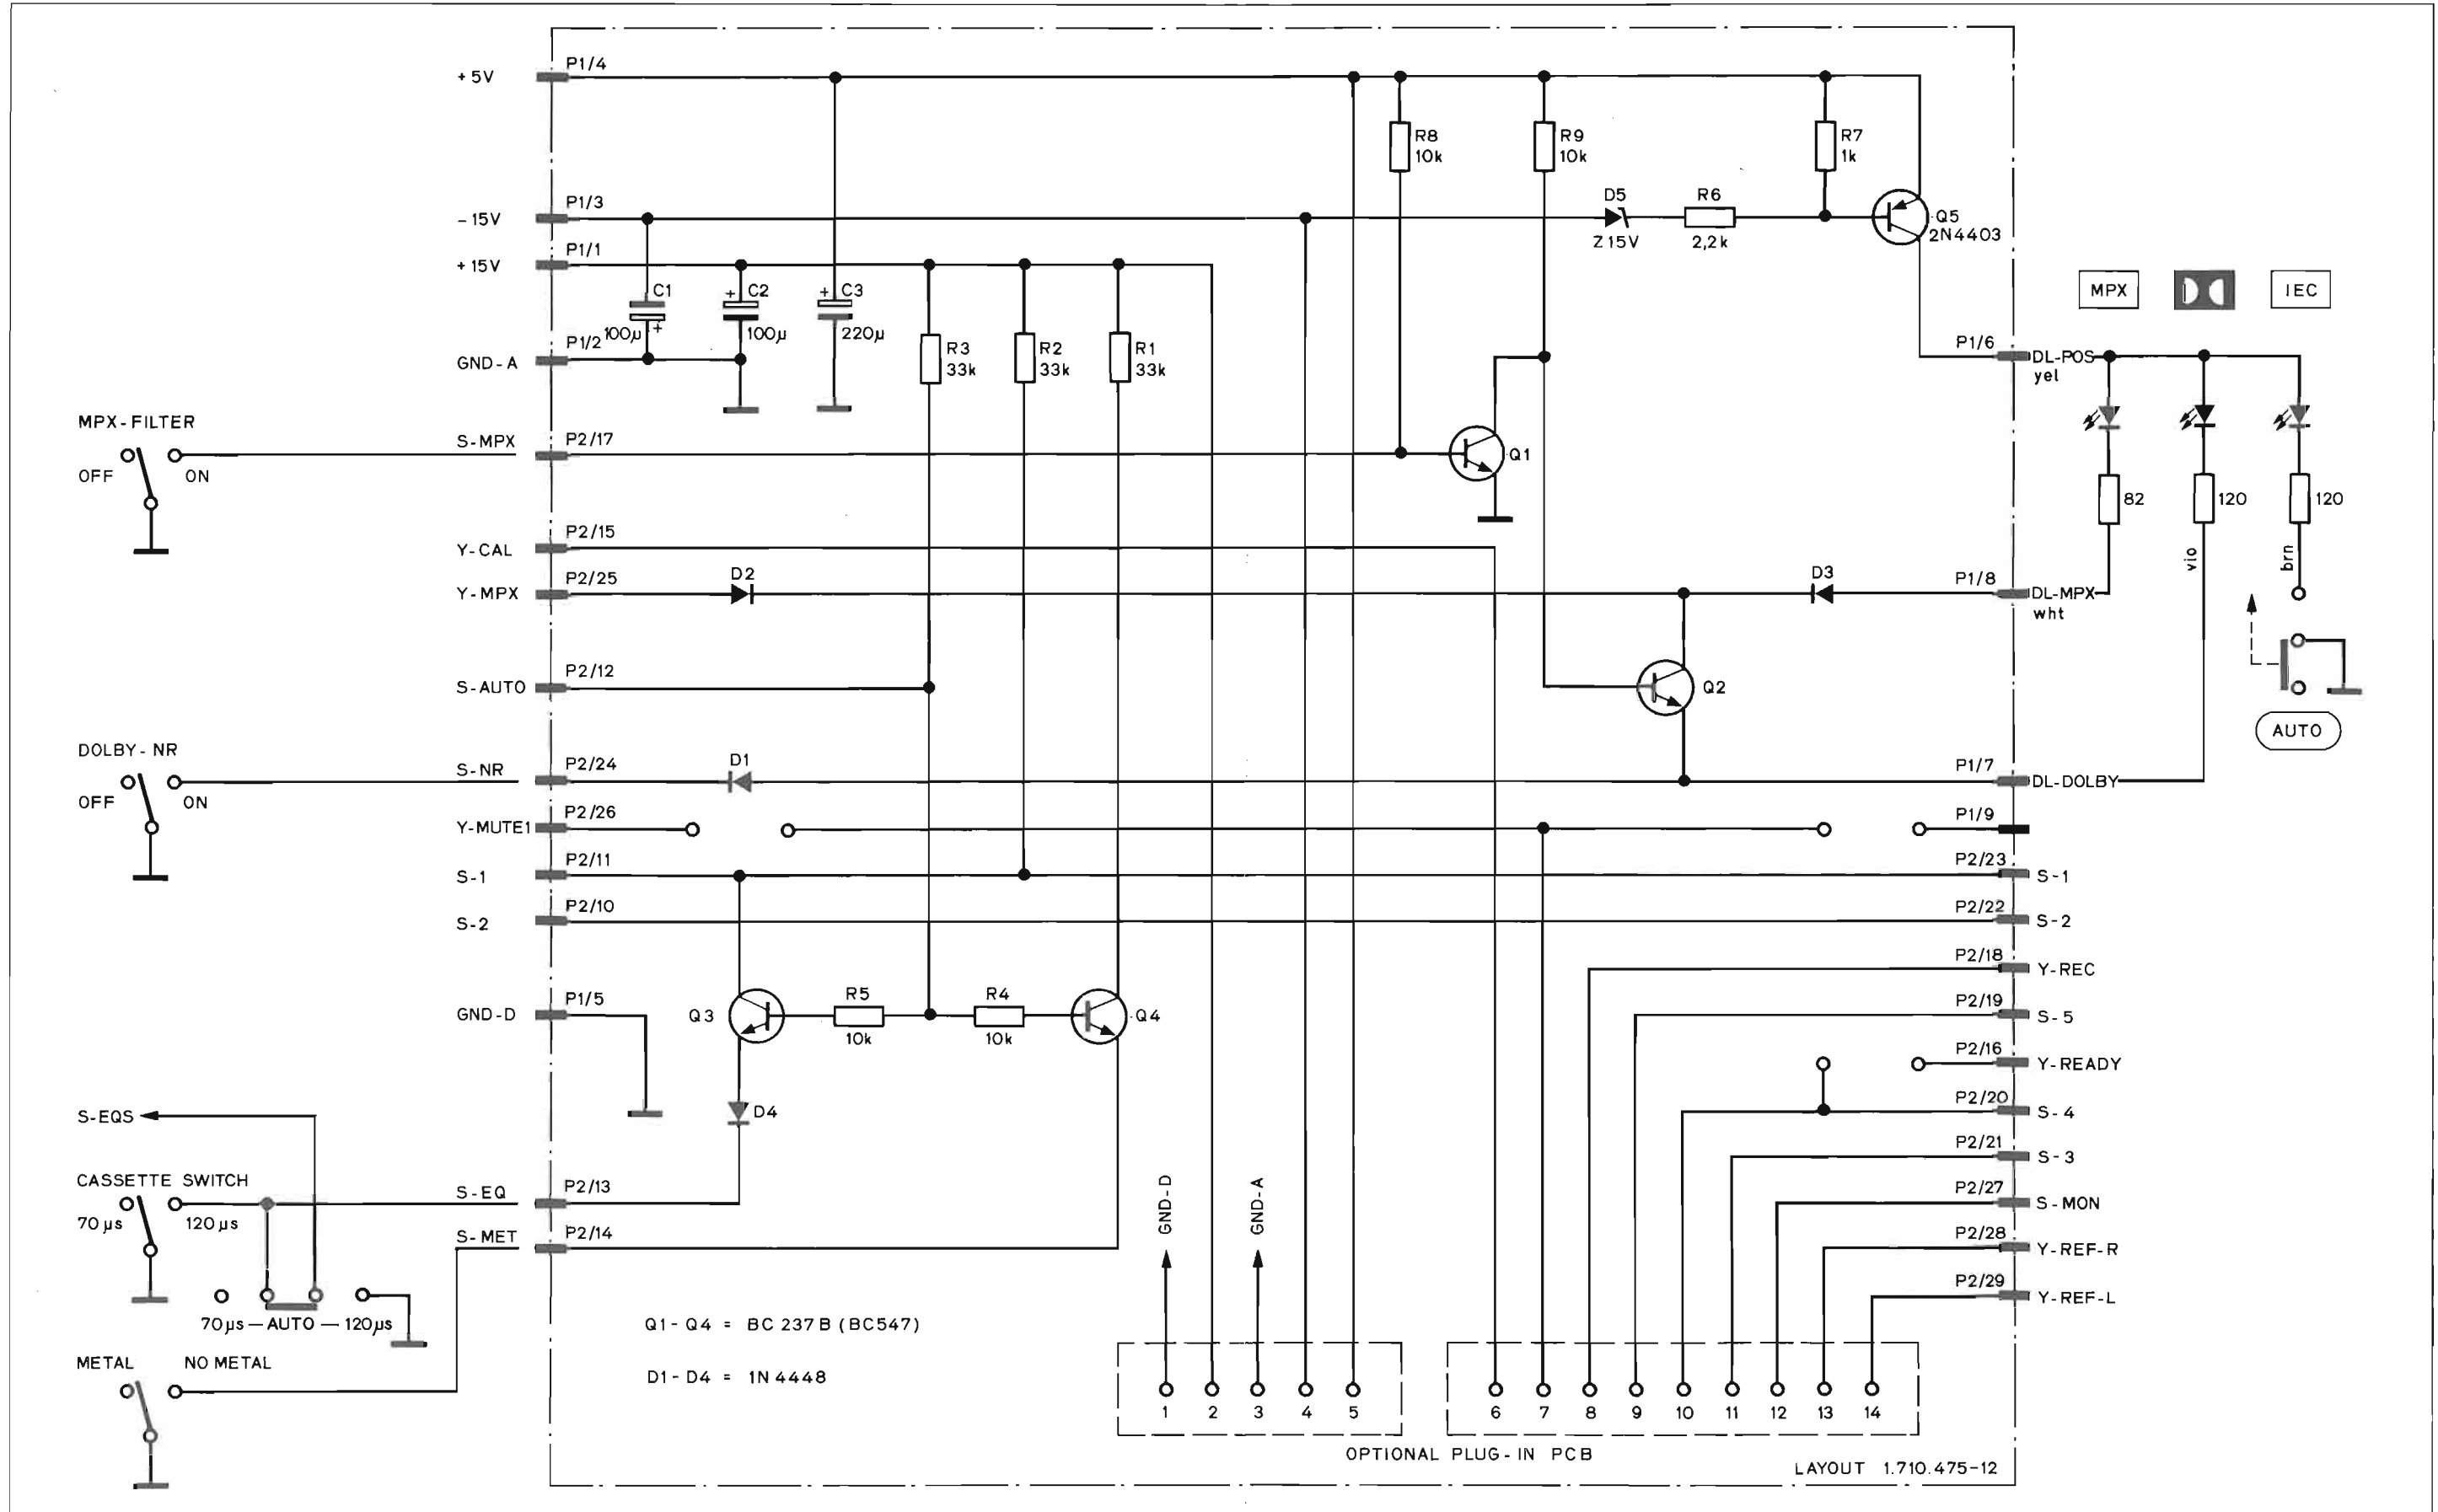 +5V P1/4
R8 10k
R9 10k
R7 1k
-15V P1/3
D5 Z15V
R6 2,2k
Q5 2N4403
+15V P1/1
C1 100µ +
+ C2 100µ
+ C3 220µ
MPX
IEC
GND-A P1/2
R3 33k
R2 33k
R1 33k
P1/6 DL-POS yel
MPX-FILTER
OFF ON
S-MPX P2/17
Q1
82
120
120
vio
brn
Y-CAL P2/15
Y-MPX P2/25
D2
D3
P1/8 DL-MPX wht
S-AUTO P2/12
Q2
AUTO
DOLBY-NR
OFF ON
S-NR P2/24
D1
P1/7 DL-DOLBY
Y-MUTE1 P2/26
P1/9
S-1 P2/11
P2/23 S-1
S-2 P2/10
P2/22 S-2
P2/18 Y-REC
GND-D P1/5
Q3
R5 10k
R4 10k
Q4
P2/19 S-5
P2/16 Y-READY
S-EQS
D4
P2/20 S-4
P2/21 S-3
CASSETTE SWITCH
70µs 120µs
S-EQ P2/13
GND-D
GND-A
P2/27 S-MON
S-MET P2/14
P2/28 Y-REF-R
P2/29 Y-REF-L
70µs — AUTO — 120µs
Q1-Q4 = BC 237B (BC547)
METAL NO METAL
D1-D4 = 1N 4448
1 2 3 4 5 6 7 8 9 10 11 12 13 14
OPTIONAL PLUG-IN PCB
LAYOUT 1.710.475-12